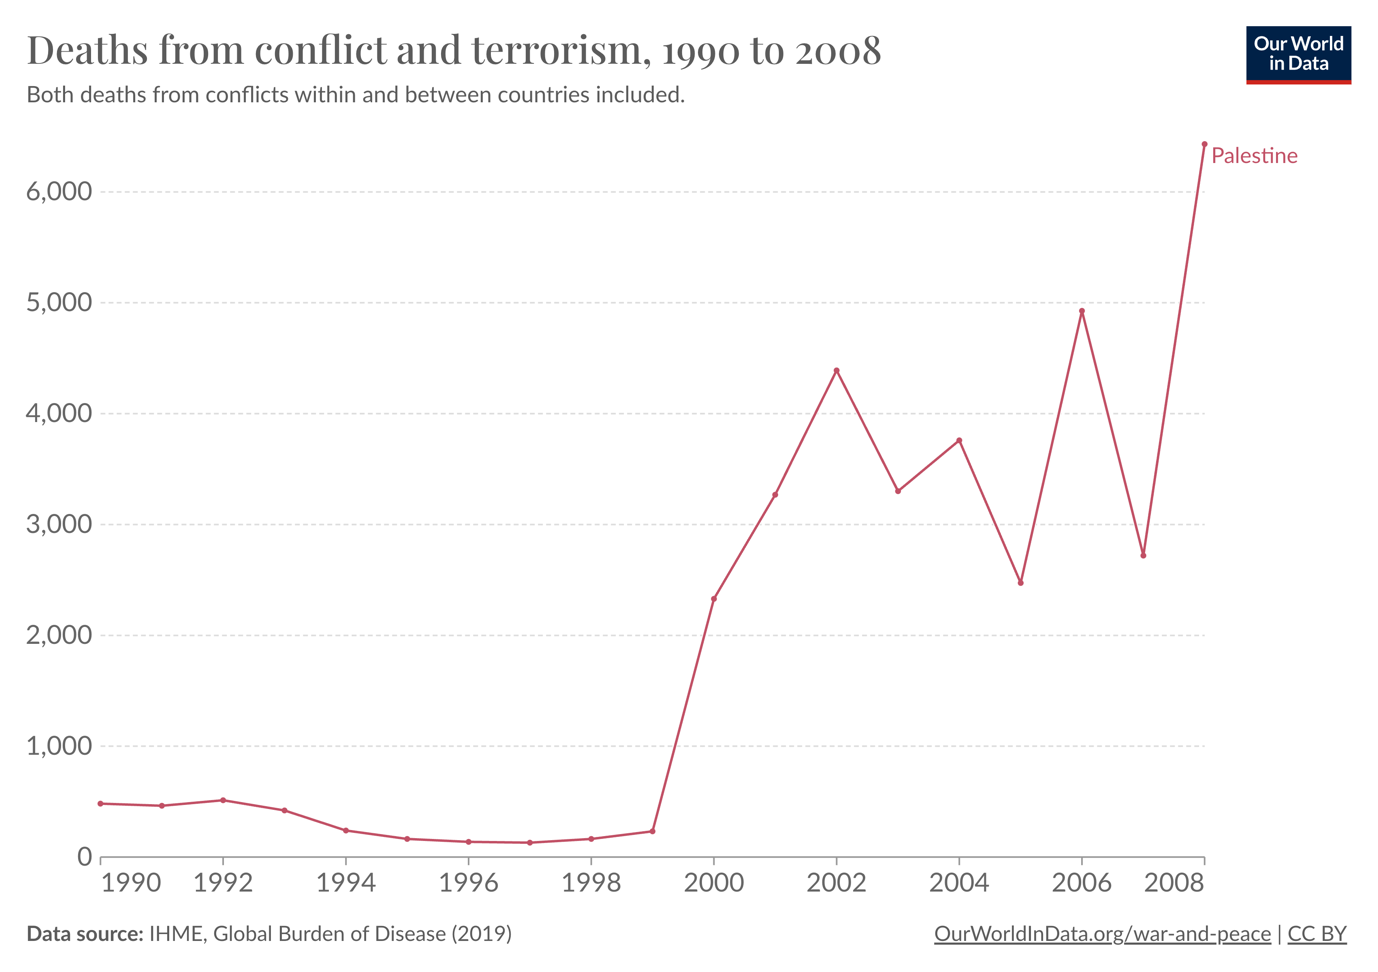 Deaths from conflict and terrorism, 1990 to 2008
Both deaths from conflicts within and between countries included.
Our World
in Data
Palestine
6,000
5,000
4,000
3,000
2,000
1,000
0
1990 1992 1994 1996 1998 2000 2002 2004 2006 2008
Data source: IHME, Global Burden of Disease (2019)
OurWorldInData.org/war-and-peace | CC BY